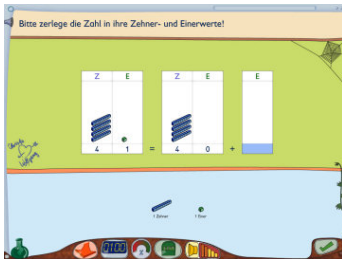 Bitte zerlege die Zahl in ihre Zehner- und Einerwerte!
Z E Z E E
4 1 = 4 0 +
1 Zehner 1 Einer